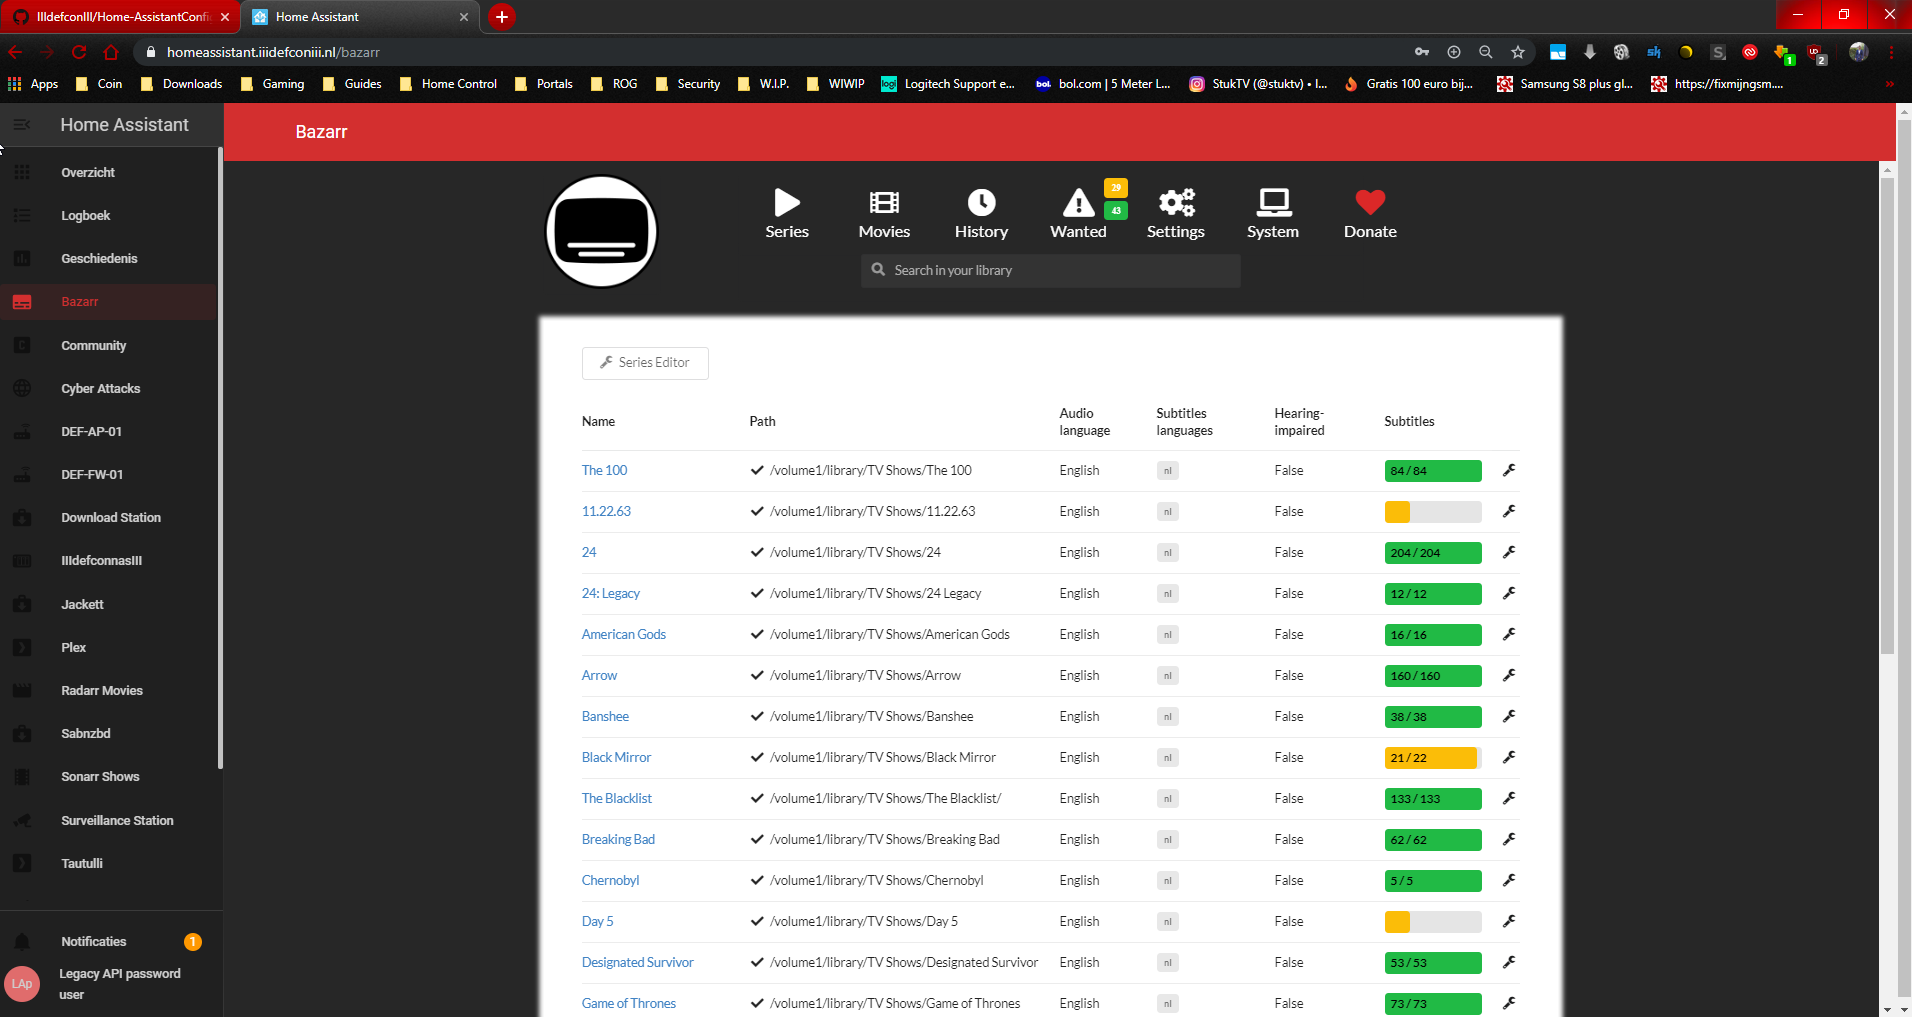 IIIdefconIII/Home-AssistantConfi
Home Assistant
homeassistant.iiidefconiii.nl/bazarr
Apps
Coin
Downloads
Gaming
Guides
Home Control
Portals
ROG
Security
W.I.P.
WIWIP
Logitech Support e...
bol.com | 5 Meter L...
StukTV (@stuktv) • I...
Gratis 100 euro bij...
Samsung S8 plus gl...
https://fixmijngsm....
Home Assistant
Overzicht
Logboek
Geschiedenis
Bazarr
Community
Cyber Attacks
DEF-AP-01
DEF-FW-01
Download Station
IIIdefconnasIII
Jackett
Plex
Radarr Movies
Sabnzbd
Sonarr Shows
Surveillance Station
Tautulli
Notificaties 1
LAp Legacy API password
user
Bazarr
Series
Movies
History
Wanted 29 43
Settings
System
Donate
Search in your library
Series Editor
Name Path Audio language Subtitles languages Hearing-impaired Subtitles
The 100 /volume1/library/TV Shows/The 100 English nl False 84 / 84
11.22.63 /volume1/library/TV Shows/11.22.63 English nl False
24 /volume1/library/TV Shows/24 English nl False 204 / 204
24: Legacy /volume1/library/TV Shows/24 Legacy English nl False 12 / 12
American Gods /volume1/library/TV Shows/American Gods English nl False 16 / 16
Arrow /volume1/library/TV Shows/Arrow English nl False 160 / 160
Banshee /volume1/library/TV Shows/Banshee English nl False 38 / 38
Black Mirror /volume1/library/TV Shows/Black Mirror English nl False 21 / 22
The Blacklist /volume1/library/TV Shows/The Blacklist/ English nl False 133 / 133
Breaking Bad /volume1/library/TV Shows/Breaking Bad English nl False 62 / 62
Chernobyl /volume1/library/TV Shows/Chernobyl English nl False 5 / 5
Day 5 /volume1/library/TV Shows/Day 5 English nl False
Designated Survivor /volume1/library/TV Shows/Designated Survivor English nl False 53 / 53
Game of Thrones /volume1/library/TV Shows/Game of Thrones English nl False 73 / 73